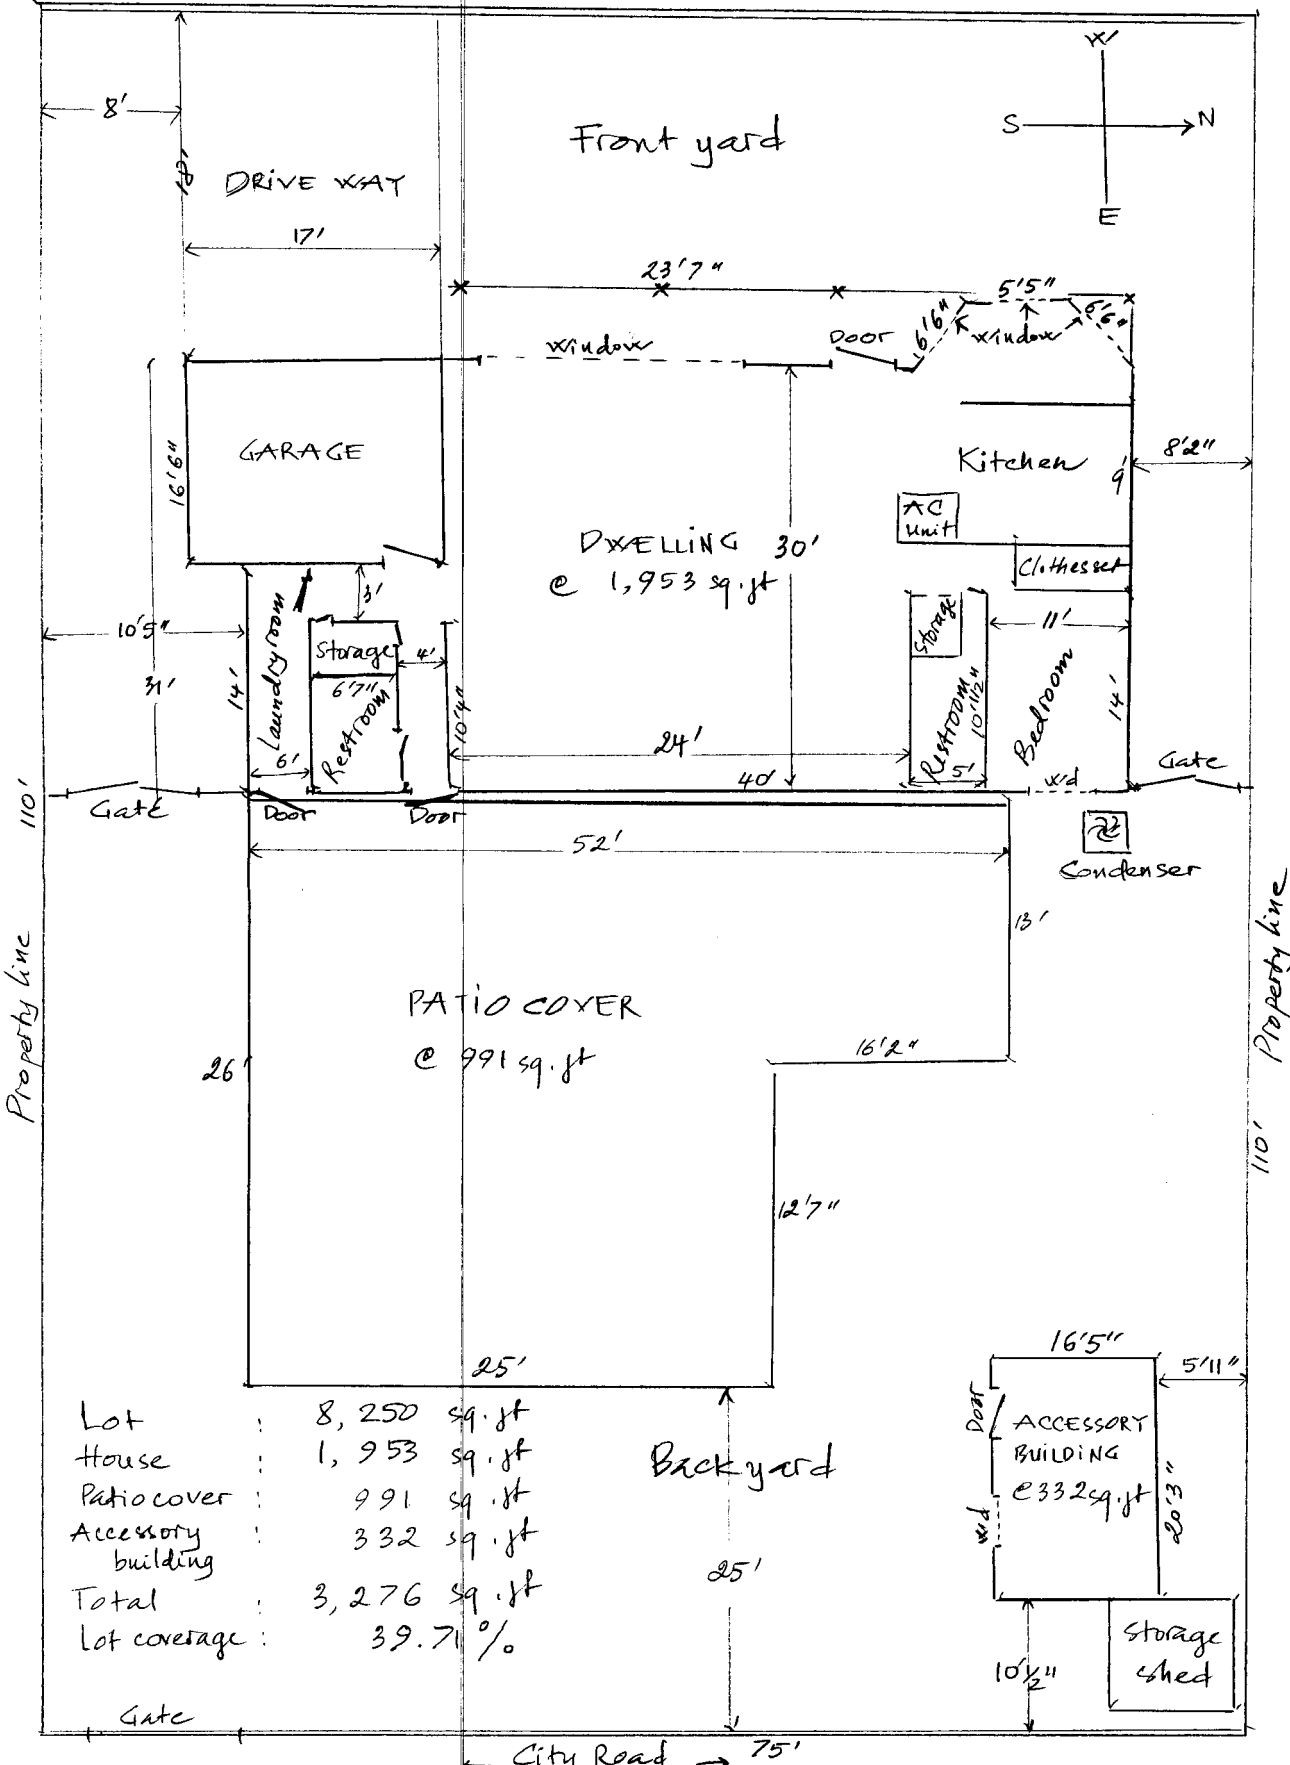 W
8'
S N
Front yard
18'
DRIVE WAY
E
17'
23'7"
5'5"
6'6"
6'6"
Door
window
window
GARAGE
16'6"
Kitchen
9'
8'2"
AC
Unit
DWELLING
30'
@ 1,953 sq.ft
Clothesset
3'
10'5"
Laundryroom
Storage
4'
Storage
11'
31'
14'
6'7"
Restroom
10'4"
Restroom
10'11/2"
Bedroom
14'
24'
6'
40'
5'
w/d
Gate
110'
Gate
Door
Door
52'
Condenser
13'
Property line
Property line
PATIO COVER
@ 991 sq.ft
16'2"
26'
110'
12'7"
25'
16'5"
5'11"
Lot : 8,250 sq.ft
House : 1,953 sq.ft
Patio cover : 991 sq.ft
Accessory : 332 sq.ft
building
Total : 3,276 sq.ft
Lot coverage : 39.71 %
Backyard
25'
Door
ACCESSORY
BUILDING
@ 332 sq.ft
w/d
20'3"
Storage
shed
10'1/2"
Gate
City Road → 75'